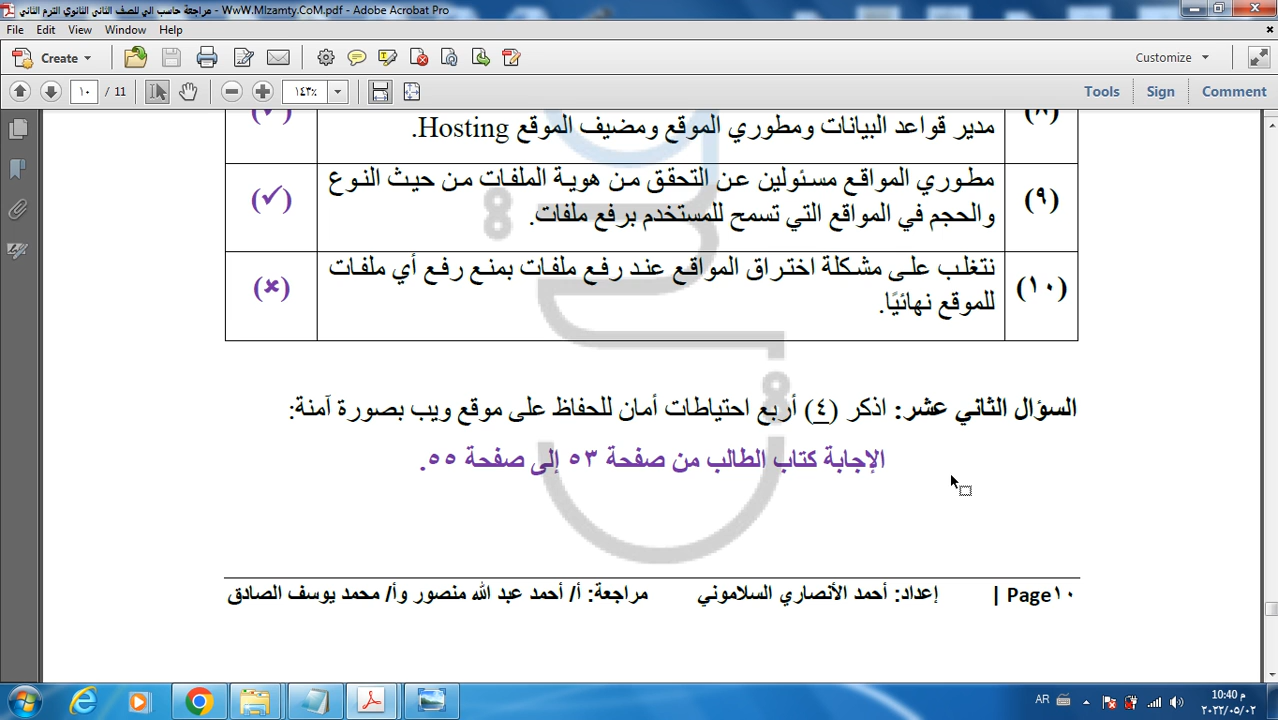 مراجعة حاسب الي للصف الثاني الثانوي الترم الثاني - WwW.MIzamty.CoM.pdf - Adobe Acrobat Pro
File Edit View Window Help
Create Customize
١٠ / 11 ١٤٣٪ Tools Sign Comment
(٨) مدير قواعد البيانات ومطوري الموقع ومضيف الموقع Hosting. (✓)
(٩) مطوري المواقع مسئولين عن التحقق من هوية الملفات من حيث النوع (✓)
والحجم في المواقع التي تسمح للمستخدم برفع ملفات.
(١٠) نتغلب على مشكلة اختراق المواقع عند رفع ملفات بمنع رفع أي ملفات (✗)
للموقع نهائيًا.
السؤال الثاني عشر: اذكر (٤) أربع احتياطات أمان للحفاظ على موقع ويب بصورة آمنة:
الإجابة كتاب الطالب من صفحة ٥٣ إلى صفحة ٥٥.
| Page١٠ إعداد: أحمد الأنصاري السلاموني مراجعة: أ/ أحمد عبد الله منصور وأ/ محمد يوسف الصادق
AR 10:40 م
٢٠٢٢/٠٥/٠٢